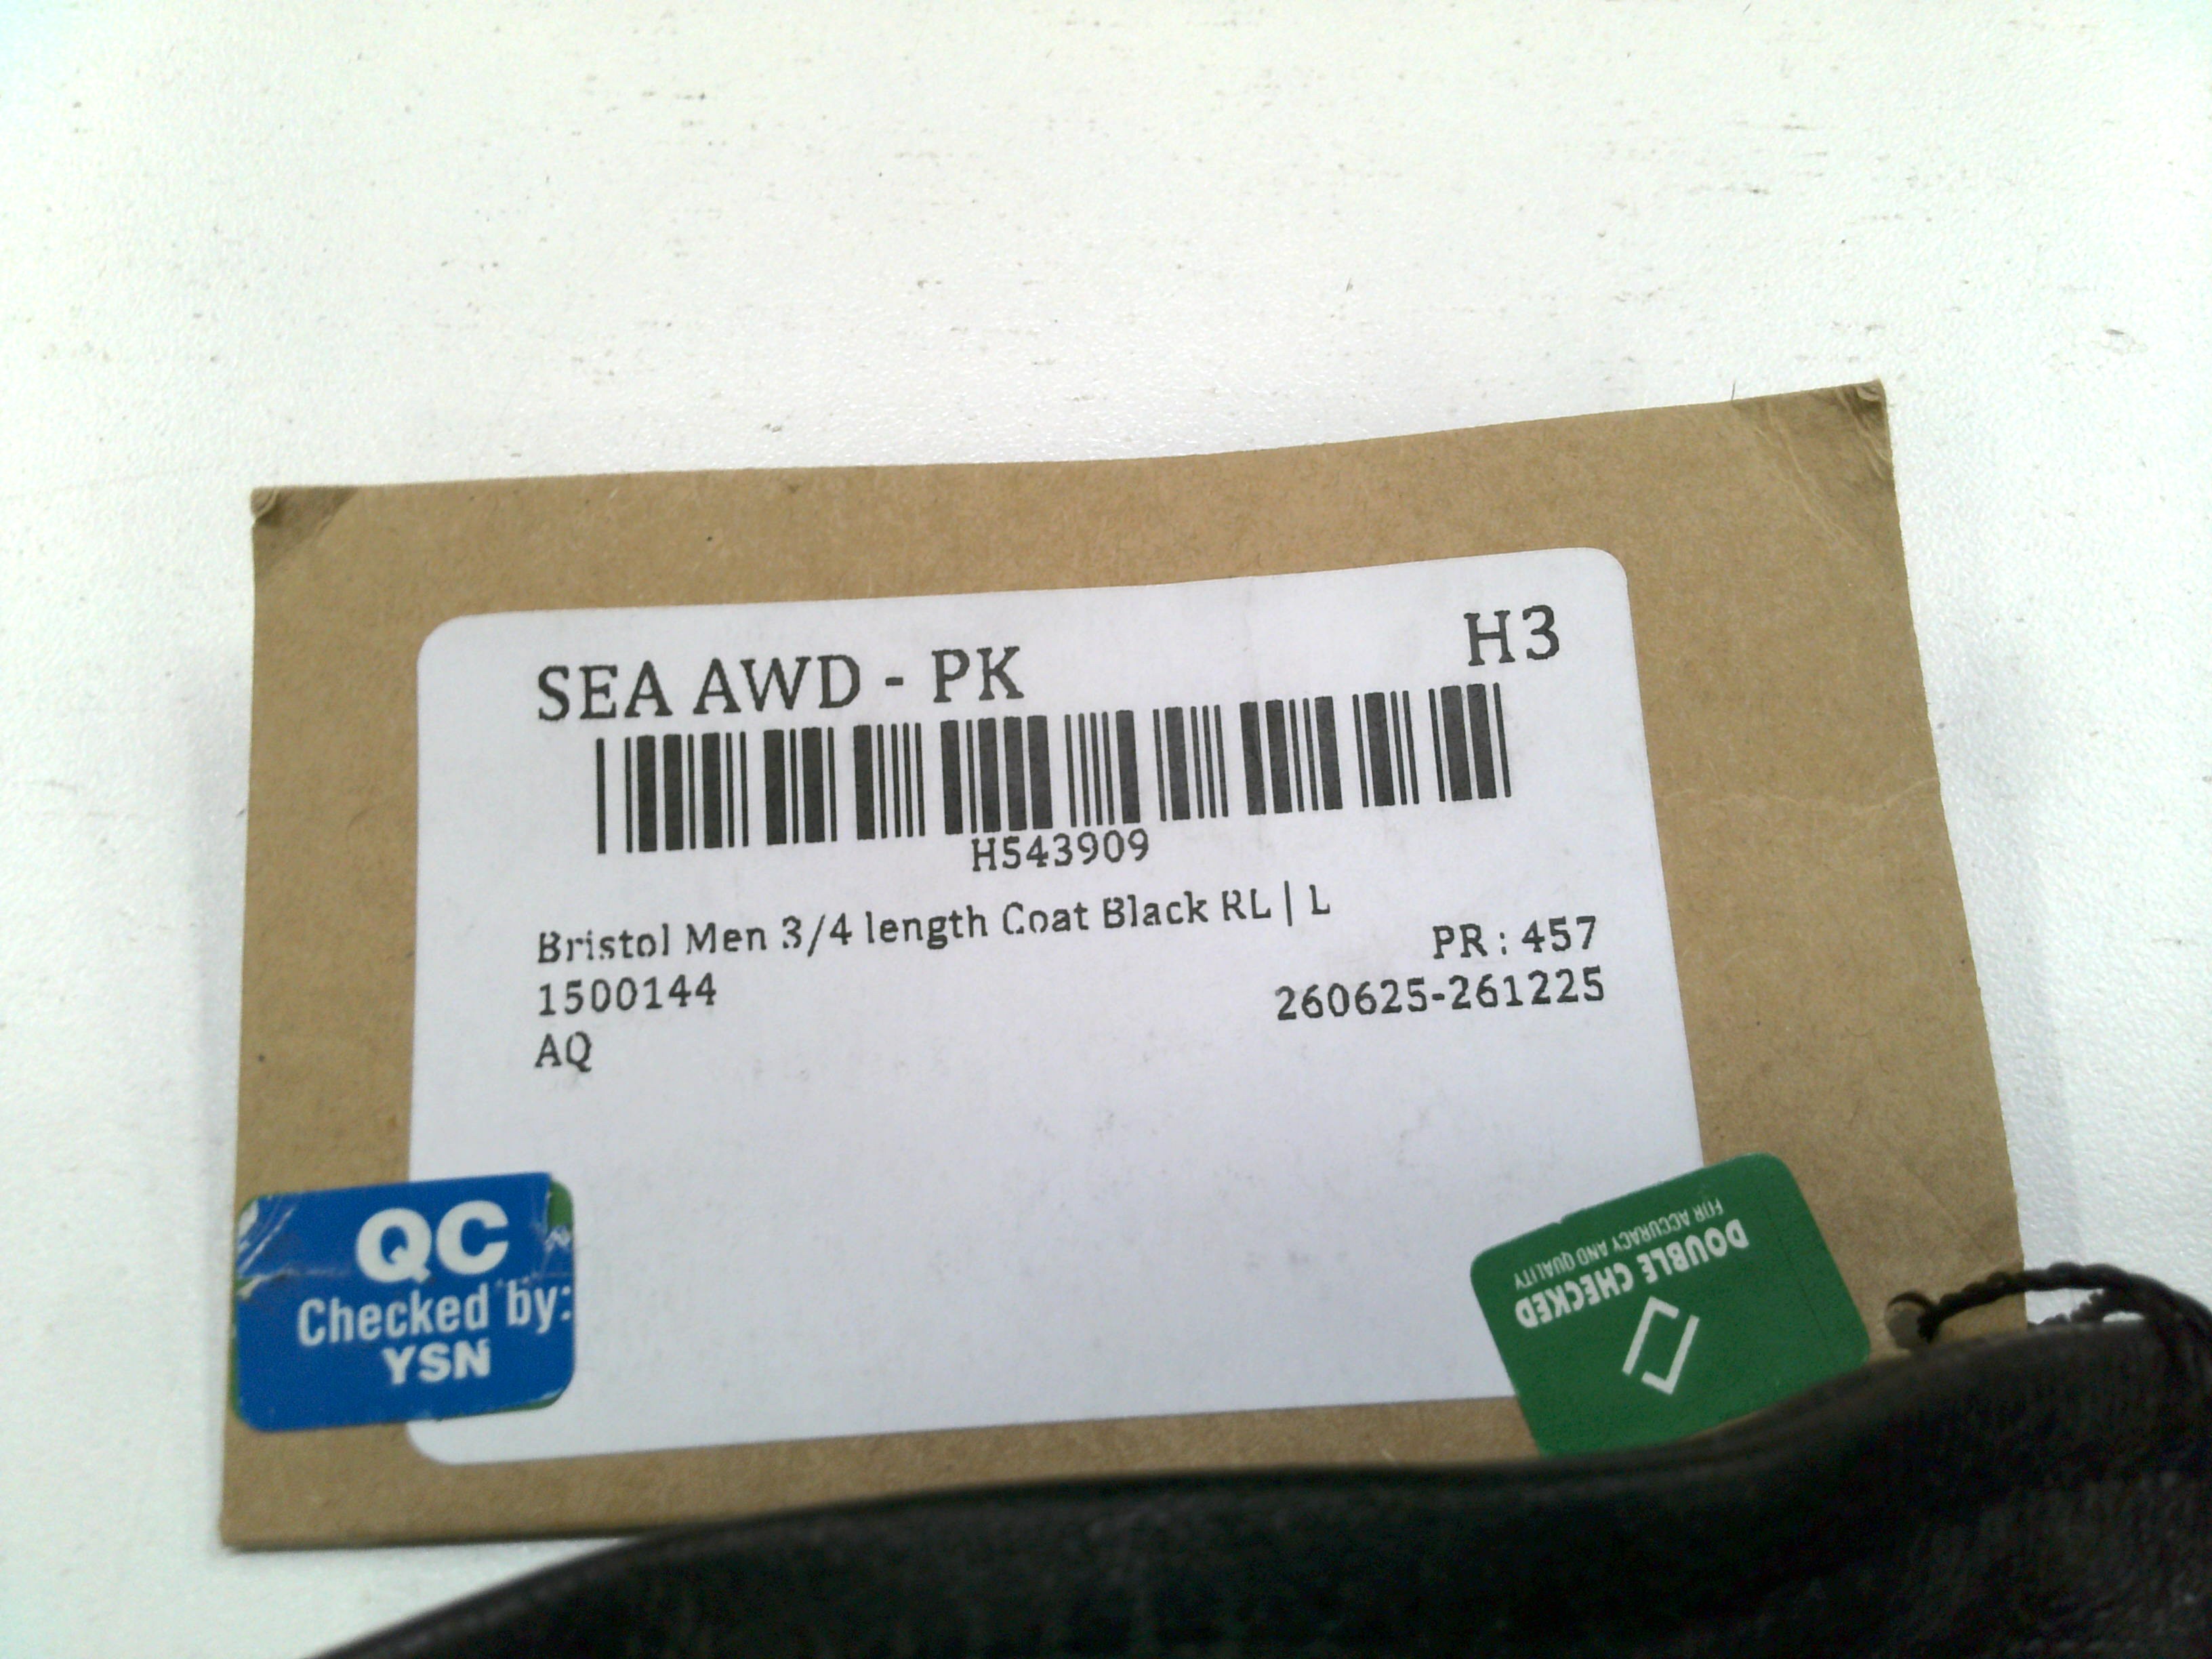 SEA AWD - PK
H3
H543909
Bristol Men 3/4 length Coat Black RL | L
PR : 457
1500144
260625-261225
AQ
QC
Checked by:
YSN
DOUBLE CHECKED
FOR ACCURACY AND QUALITY